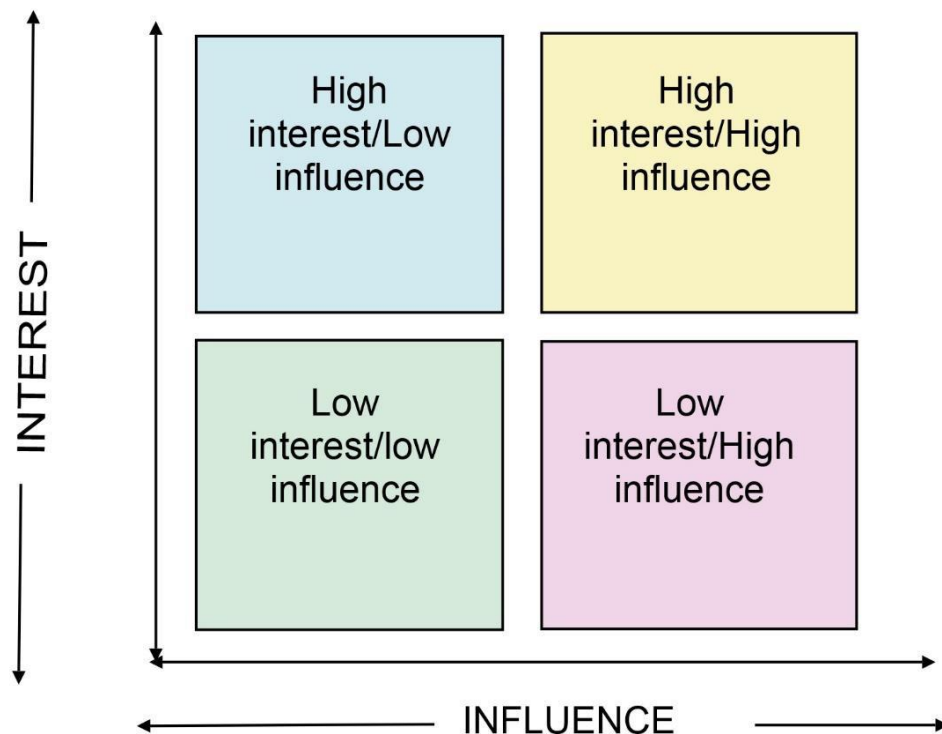 High
interest/Low
influence
High
interest/High
influence
INTEREST
Low
interest/low
influence
Low
interest/High
influence
INFLUENCE